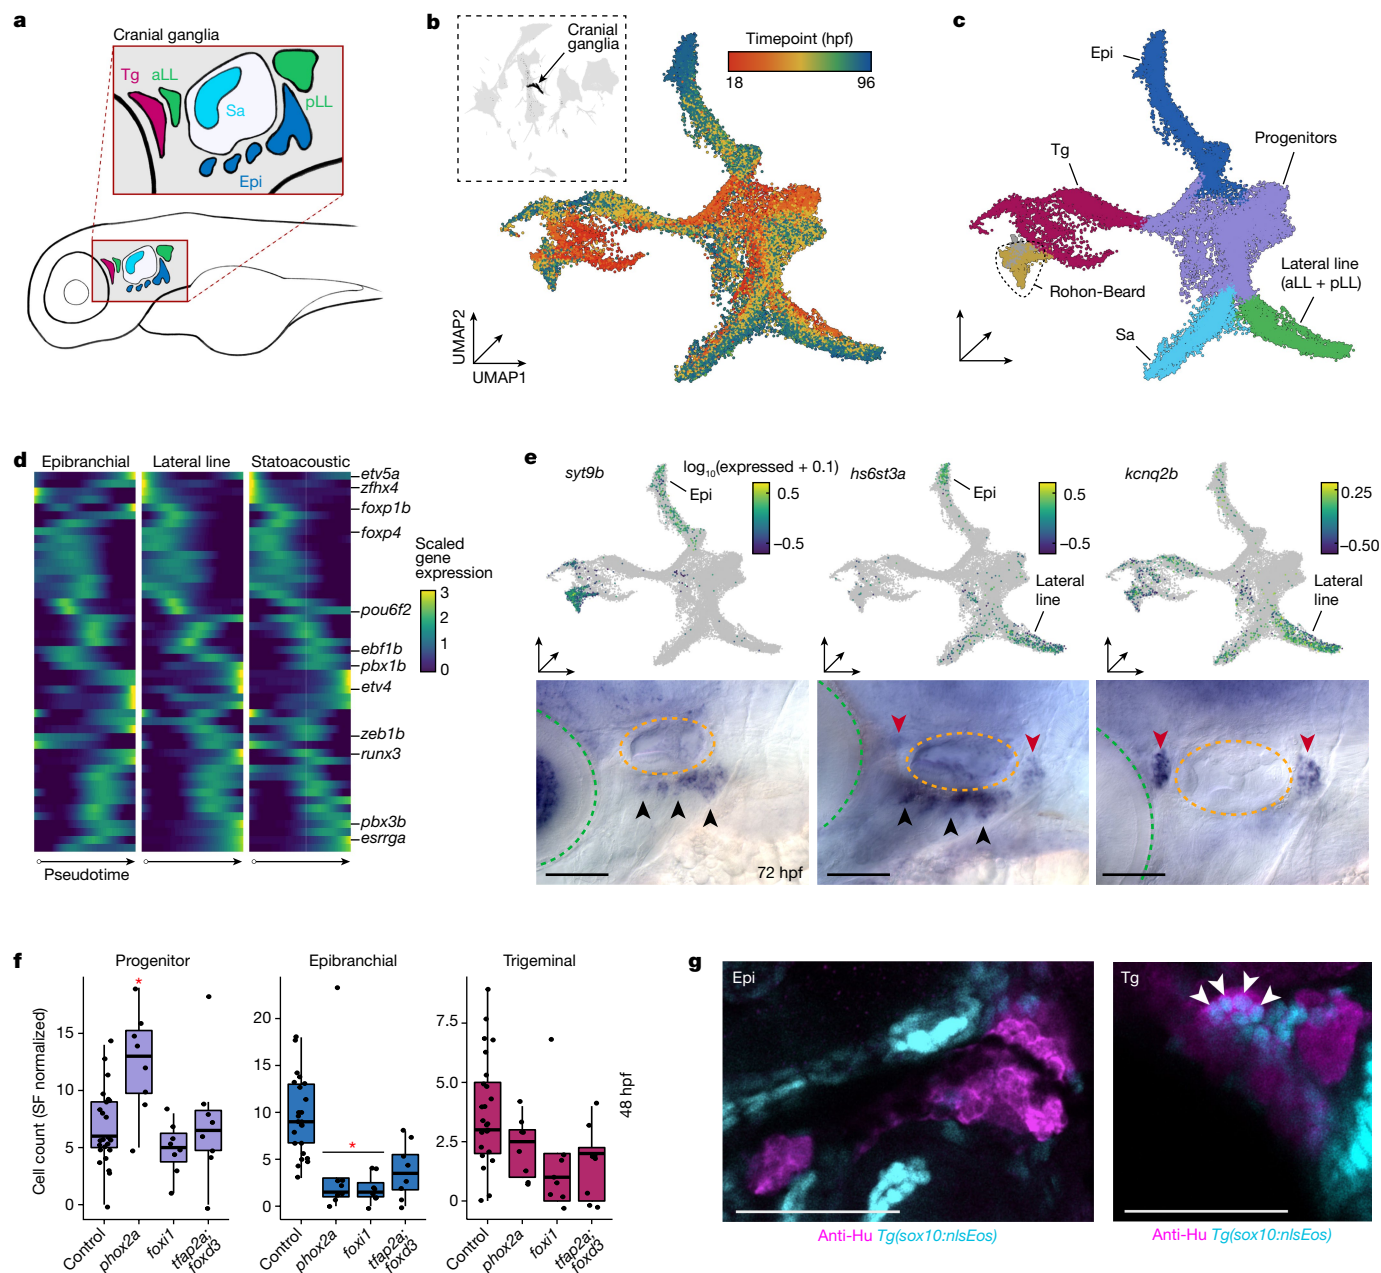 a
Cranial ganglia
Tg
aLL
Sa
pLL
Epi
b
Cranial
ganglia
Timepoint (hpf)
18
96
UMAP2
UMAP1
c
Epi
Progenitors
Tg
Rohon-Beard
Lateral line
(aLL + pLL)
Sa
d
Epibranchial
Lateral line
Statoacoustic
etv5a
zfhx4
foxp1b
foxp4
pou6f2
ebf1b
pbx1b
etv4
zeb1b
runx3
pbx3b
esrrga
Scaled
gene
expression
3
2
1
0
Pseudotime
e
syt9b
log10(expressed + 0.1)
Epi
0.5
–0.5
hs6st3a
Epi
0.5
–0.5
Lateral
line
kcnq2b
0.25
–0.50
Lateral
line
72 hpf
f
Progenitor
Epibranchial
Trigeminal
Cell count (SF normalized)
15
10
5
0
*
20
15
10
5
0
*
7.5
5.0
2.5
0
48 hpf
Control
phox2a
foxi1
tfap2a;
foxd3
Control
phox2a
foxi1
tfap2a;
foxd3
Control
phox2a
foxi1
tfap2a;
foxd3
g
Epi
Tg
Anti-Hu Tg(sox10:nlsEos)
Anti-Hu Tg(sox10:nlsEos)